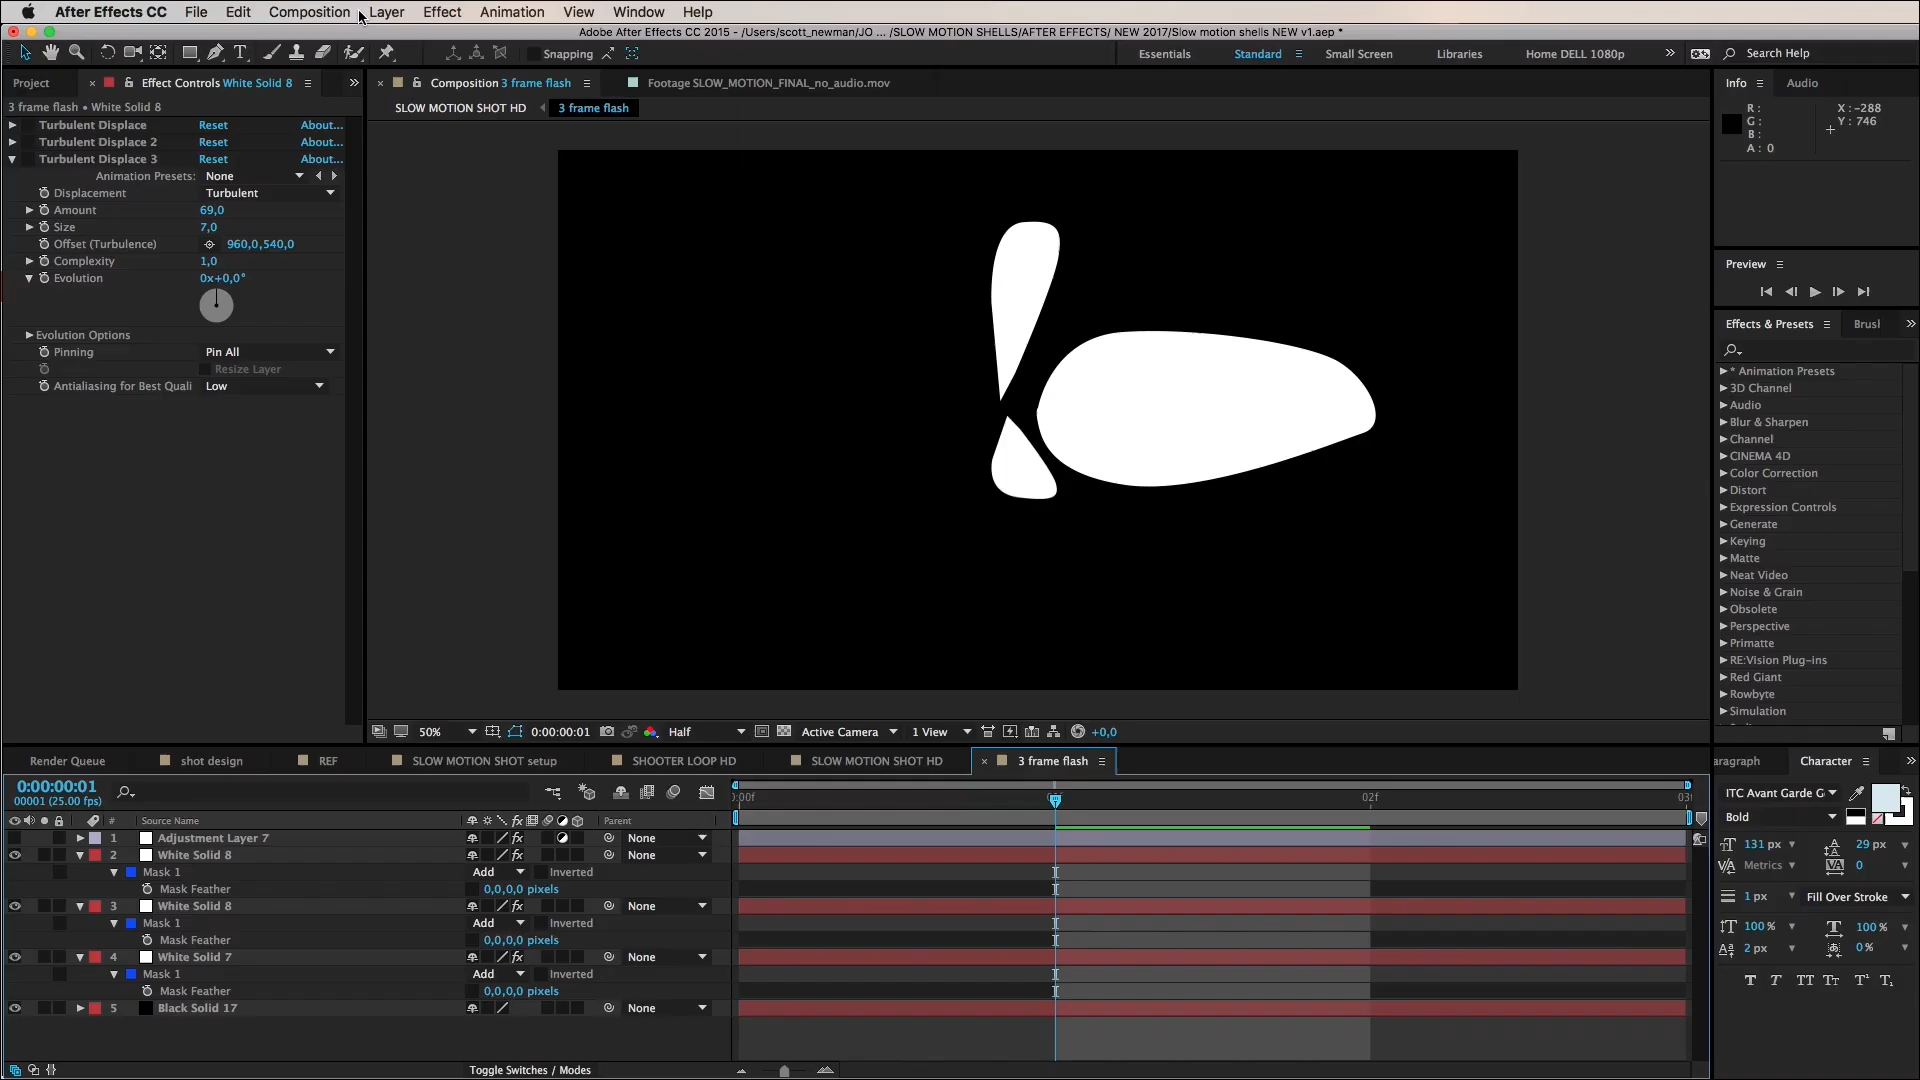 After Effects CC File Edit Composition Layer Effect Animation View Window Help
Adobe After Effects CC 2015 - /Users/scott_newman/JO ... /SLOW MOTION SHELLS/AFTER EFFECTS/ NEW 2017/Slow motion shells NEW v1.aep *
Snapping Essentials Standard Small Screen Libraries Home DELL 1080p Search Help
Project Effect Controls White Solid 8
3 frame flash • White Solid 8
Turbulent Displace Reset About...
Turbulent Displace 2 Reset About...
Turbulent Displace 3 Reset About...
Animation Presets: None
Displacement Turbulent
Amount 69,0
Size 7,0
Offset (Turbulence) 960,0,540,0
Complexity 1,0
Evolution 0x+0,0°
Evolution Options
Pinning Pin All
Resize Layer
Antialiasing for Best Quali Low
Composition 3 frame flash
Footage SLOW_MOTION_FINAL_no_audio.mov
SLOW MOTION SHOT HD 3 frame flash
50% 0:00:00:01 Half Active Camera 1 View +0,0
Info Audio
R: X: -288
G: Y: 746
B:
A: 0
Preview
Effects & Presets Brusl
* Animation Presets
3D Channel
Audio
Blur & Sharpen
Channel
CINEMA 4D
Color Correction
Distort
Expression Controls
Generate
Keying
Matte
Neat Video
Noise & Grain
Obsolete
Perspective
Primatte
RE:Vision Plug-ins
Red Giant
Rowbyte
Simulation
Render Queue shot design REF SLOW MOTION SHOT setup SHOOTER LOOP HD SLOW MOTION SHOT HD 3 frame flash
0:00:00:01
00001 (25.00 fps)
):00f 02f 03f
# Source Name Parent
1 Adjustment Layer 7 None
2 White Solid 8 None
Mask 1 Add Inverted
Mask Feather 0,0,0,0 pixels
3 White Solid 8 None
Mask 1 Add Inverted
Mask Feather 0,0,0,0 pixels
4 White Solid 7 None
Mask 1 Add Inverted
Mask Feather 0,0,0,0 pixels
5 Black Solid 17 None
Toggle Switches / Modes
aragraph Character
ITC Avant Garde G
Bold
131 px 29 px
Metrics 0
1 px Fill Over Stroke
100 % 100 %
2 px 0 %
T T TT Tt T¹ T₁